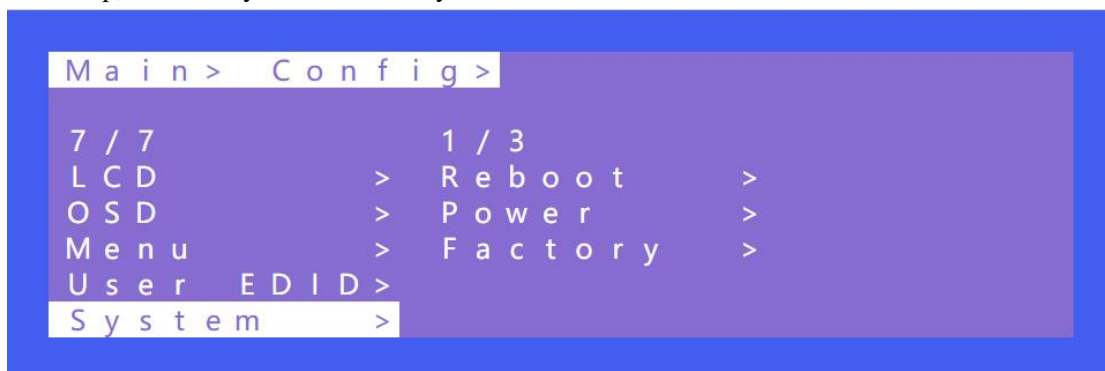 Main> Config>
7/7 1/3
LCD > Reboot >
OSD > Power >
Menu > Factory >
User EDID>
System >